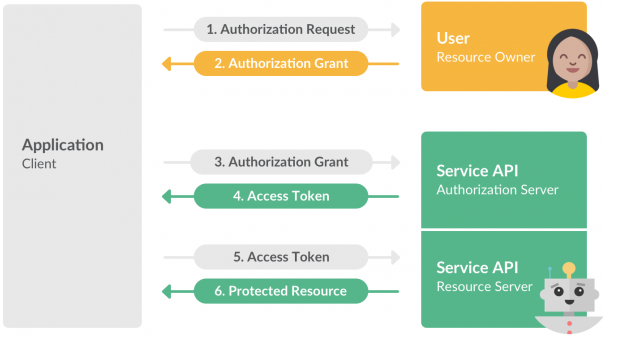 1. Authorization Request
2. Authorization Grant
User
Resource Owner
Application
Client
3. Authorization Grant
4. Access Token
Service API
Authorization Server
5. Access Token
6. Protected Resource
Service API
Resource Server